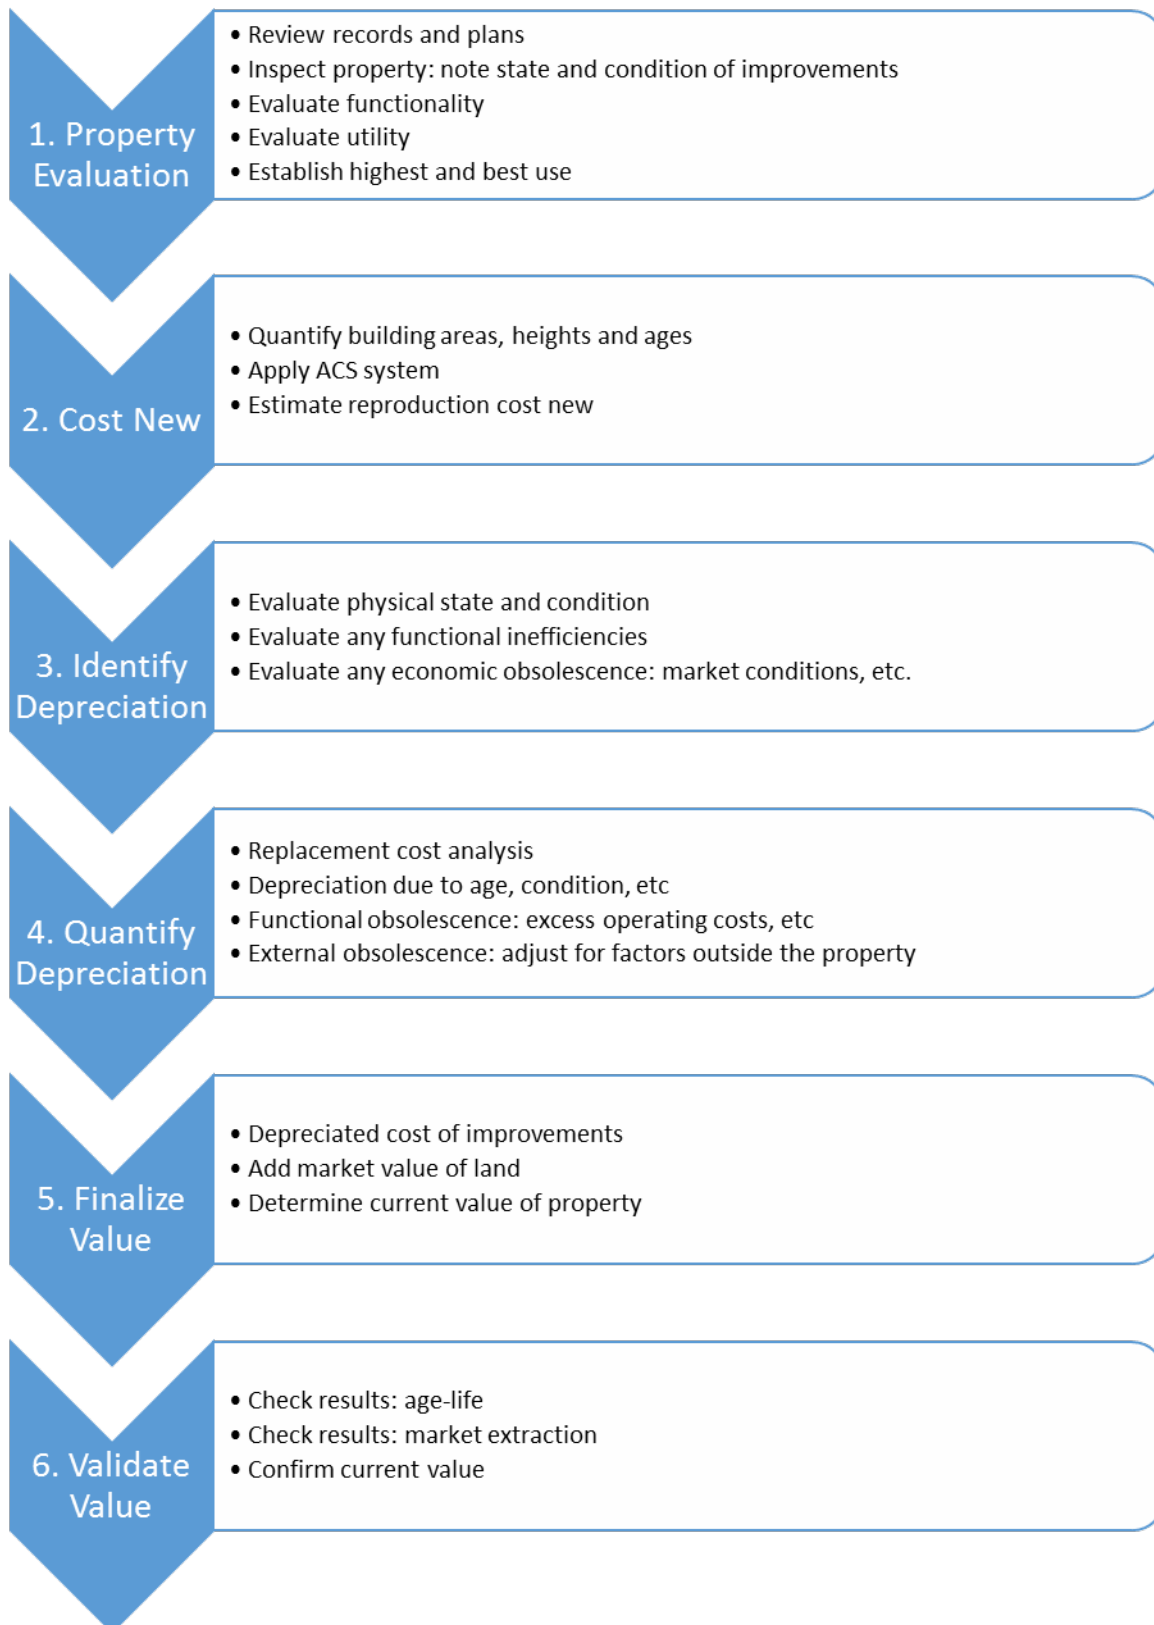 1. Property
Evaluation
• Review records and plans
• Inspect property: note state and condition of improvements
• Evaluate functionality
• Evaluate utility
• Establish highest and best use
2. Cost New
• Quantify building areas, heights and ages
• Apply ACS system
• Estimate reproduction cost new
3. Identify
Depreciation
• Evaluate physical state and condition
• Evaluate any functional inefficiencies
• Evaluate any economic obsolescence: market conditions, etc.
4. Quantify
Depreciation
• Replacement cost analysis
• Depreciation due to age, condition, etc
• Functional obsolescence: excess operating costs, etc
• External obsolescence: adjust for factors outside the property
5. Finalize
Value
• Depreciated cost of improvements
• Add market value of land
• Determine current value of property
6. Validate
Value
• Check results: age-life
• Check results: market extraction
• Confirm current value